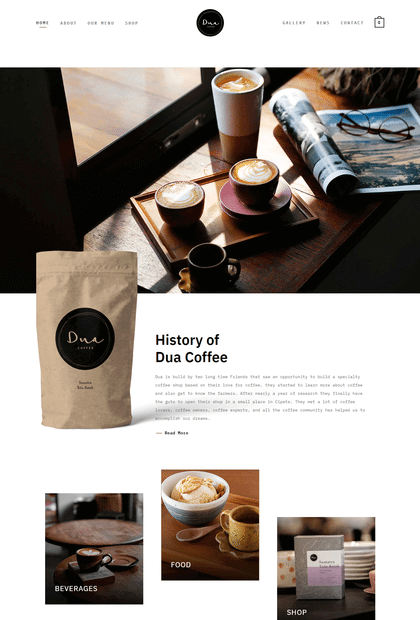 HOME ABOUT OUR MENU SHOP
Dua
GALLERY NEWS CONTACT 0
Dua
COFFEE
Sumatra
History of
Dua Coffee
Dua is build by two long time Friends that saw an opportunity to build a specialty
coffee shop based on their love for coffee, they started to learn more about coffee
and also get to know the farmers. After nearly a year of research they finally have
the guts to open their shop in a small place in Cipete. They met a lot of coffee
lovers, coffee owners, coffee experts, and all the coffee community has helped us to
accomplish our dreams.
Read More
BEVERAGES
FOOD
SHOP